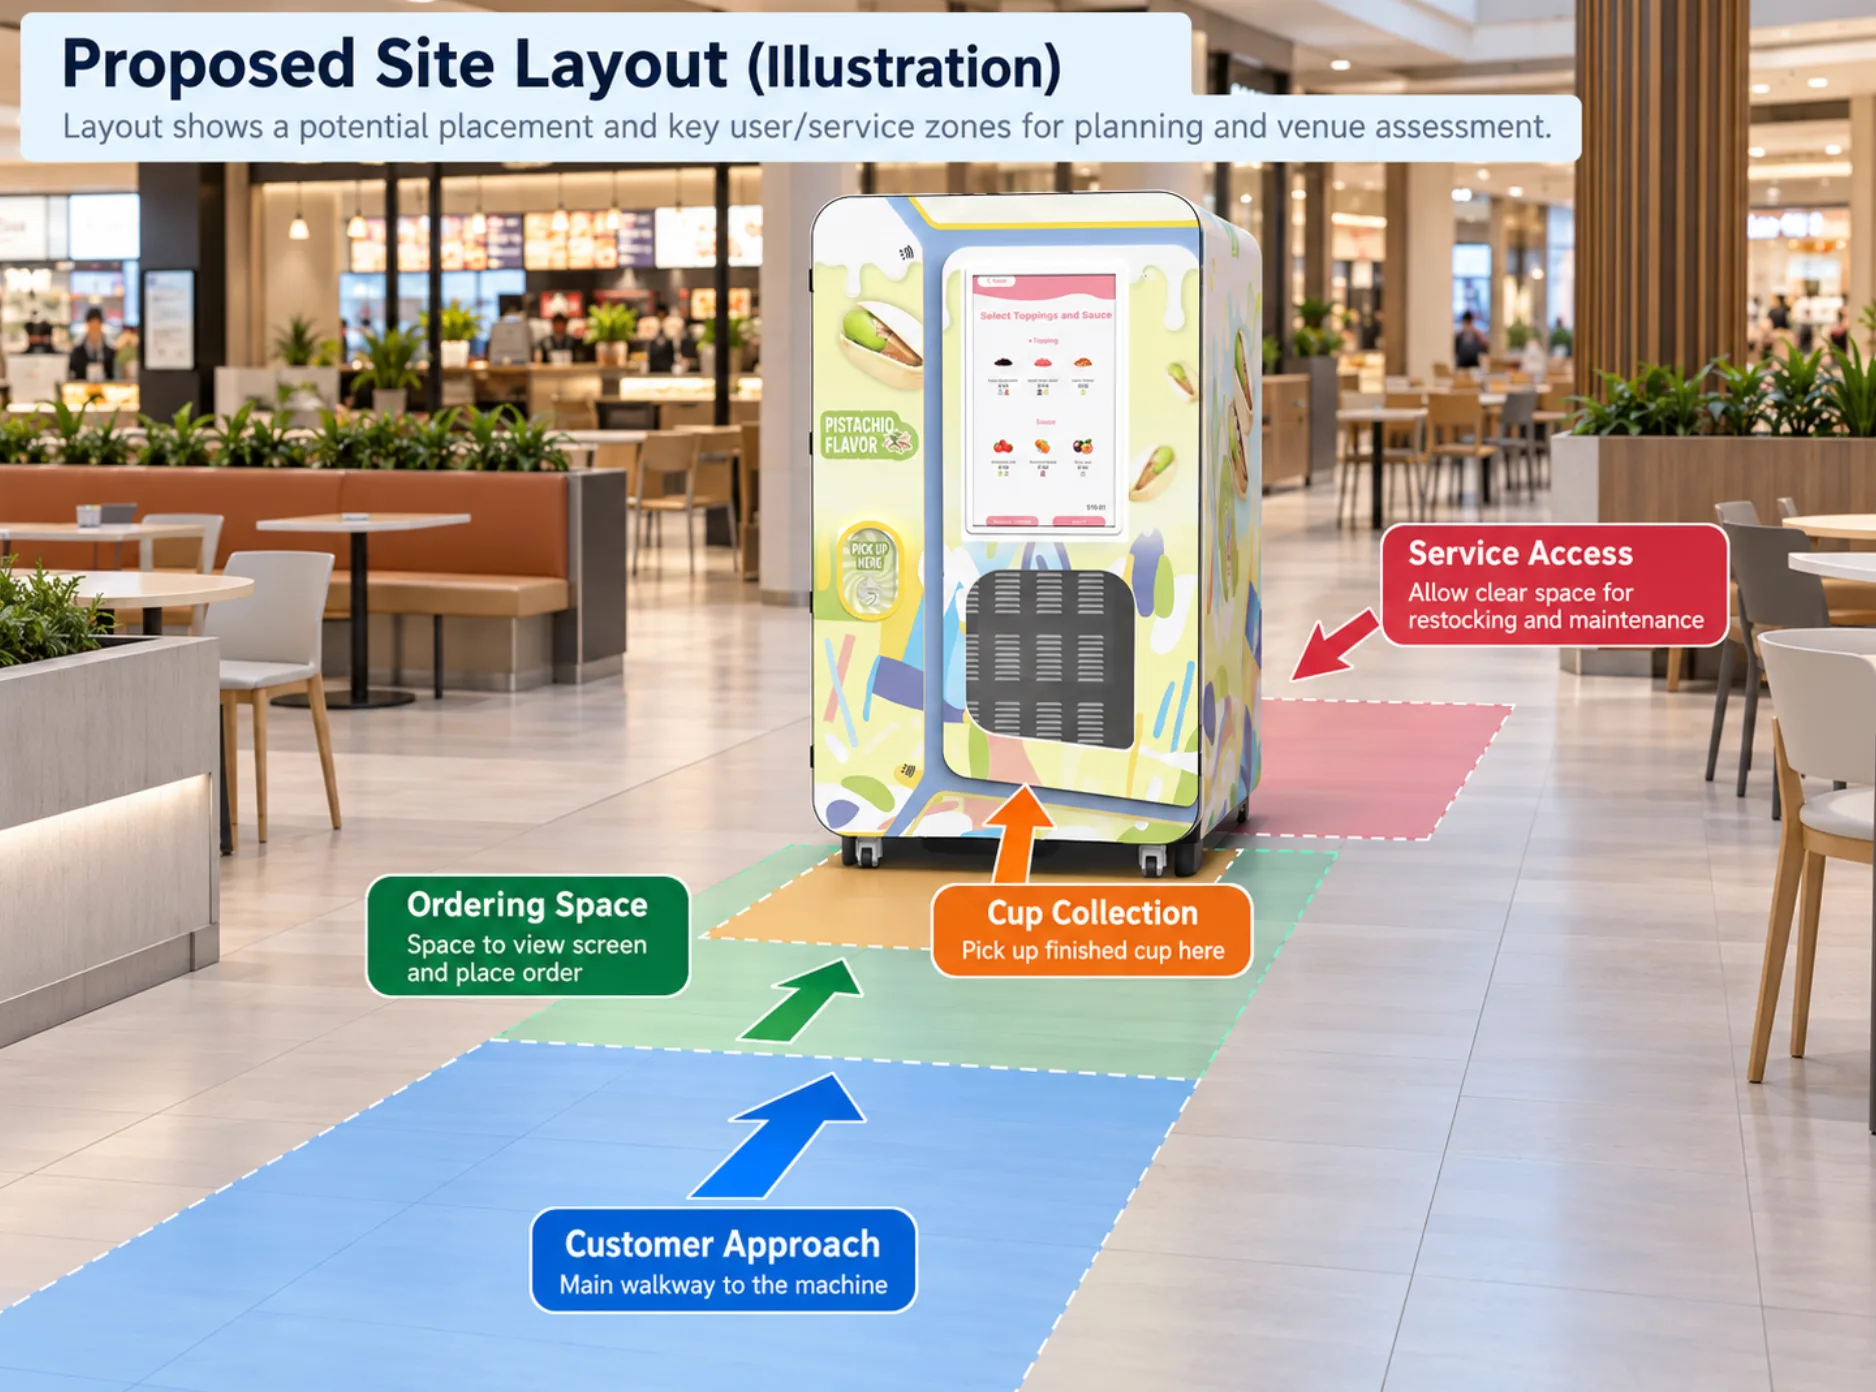 Proposed Site Layout (Illustration)
Layout shows a potential placement and key user/service zones for planning and venue assessment.
Select Toppings and Sauce
Topping
Sauce
$10.01
PISTACHIO
FLAVOR
PICK UP
HERE
Service Access
Allow clear space for
restocking and maintenance
Ordering Space
Space to view screen
and place order
Cup Collection
Pick up finished cup here
Customer Approach
Main walkway to the machine